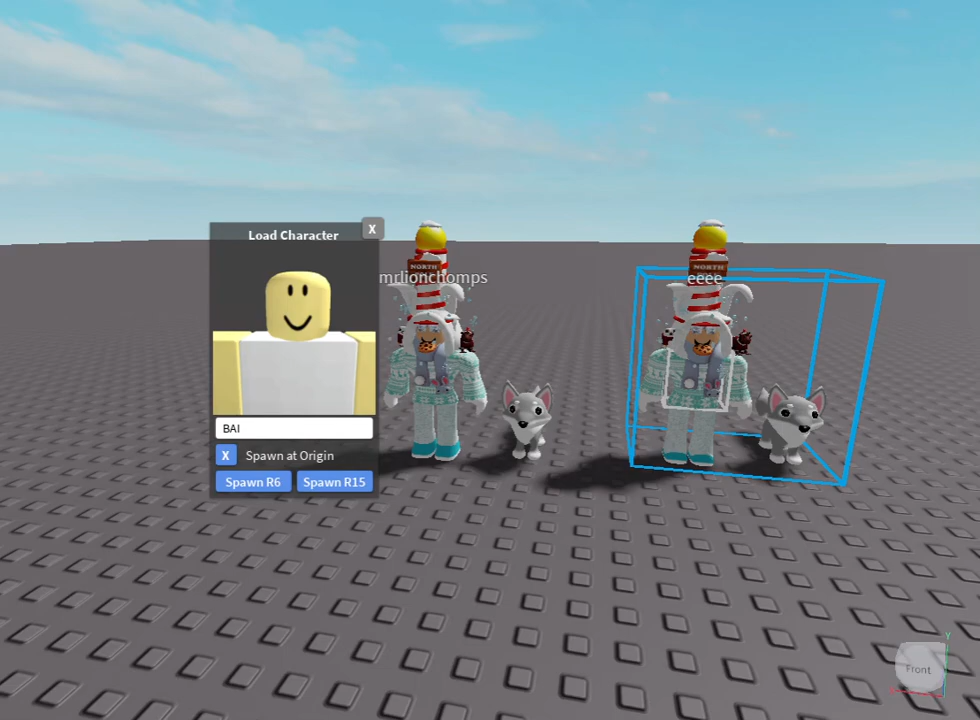 Load Character
X
BAI
X Spawn at Origin
Spawn R6 Spawn R15
NORTH
mrlionchomps
NORTH
eeee
Front
Y